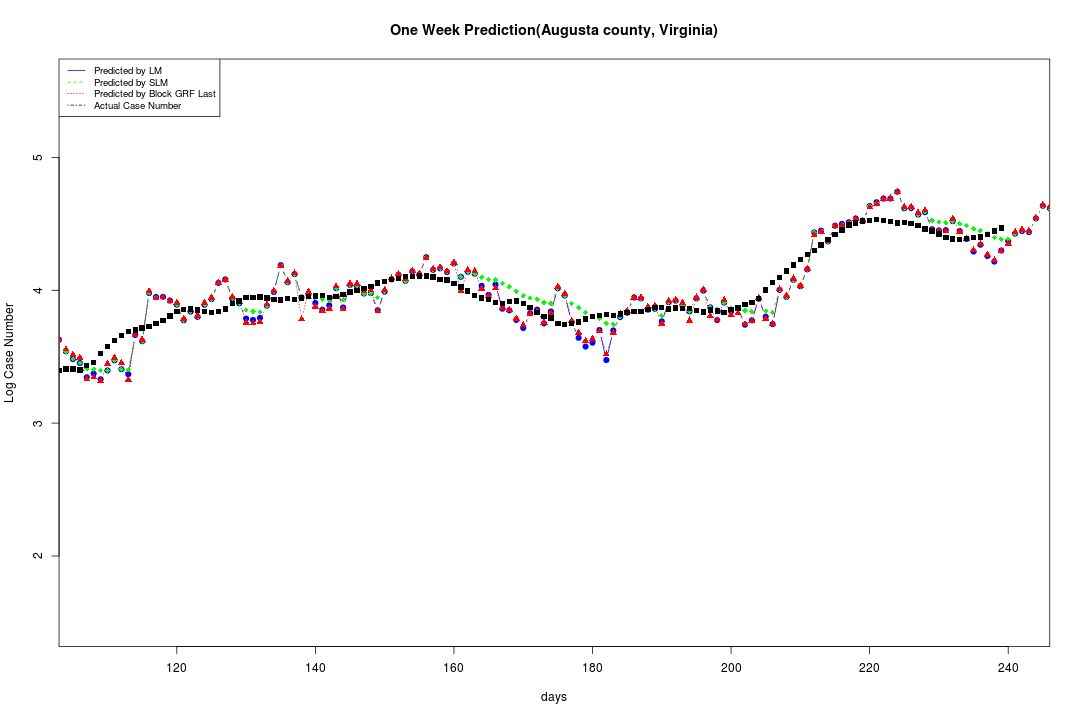 One Week Prediction(Augusta county, Virginia)
Predicted by LM
Predicted by SLM
Predicted by Block GRF Last
Actual Case Number
5
4
3
2
Log Case Number
120 140 160 180 200 220 240
days